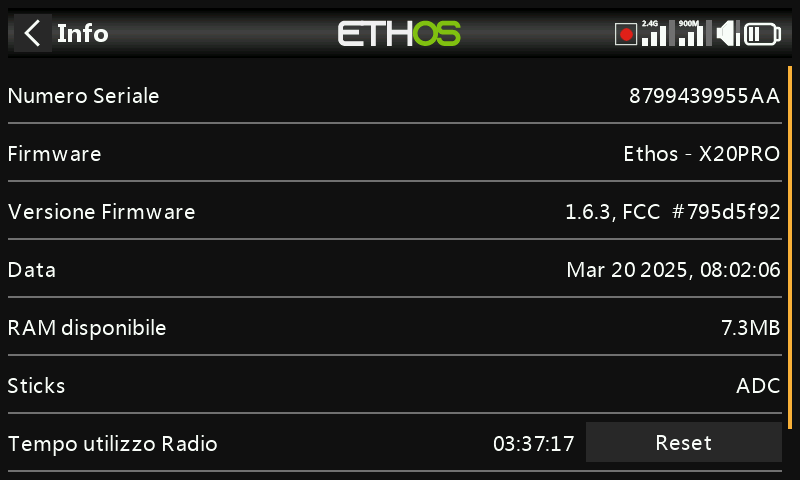 Info
ETHOS
2.4G
900M
Numero Seriale 8799439955AA
Firmware Ethos - X20PRO
Versione Firmware 1.6.3, FCC #795d5f92
Data Mar 20 2025, 08:02:06
RAM disponibile 7.3MB
Sticks ADC
Tempo utilizzo Radio 03:37:17 Reset